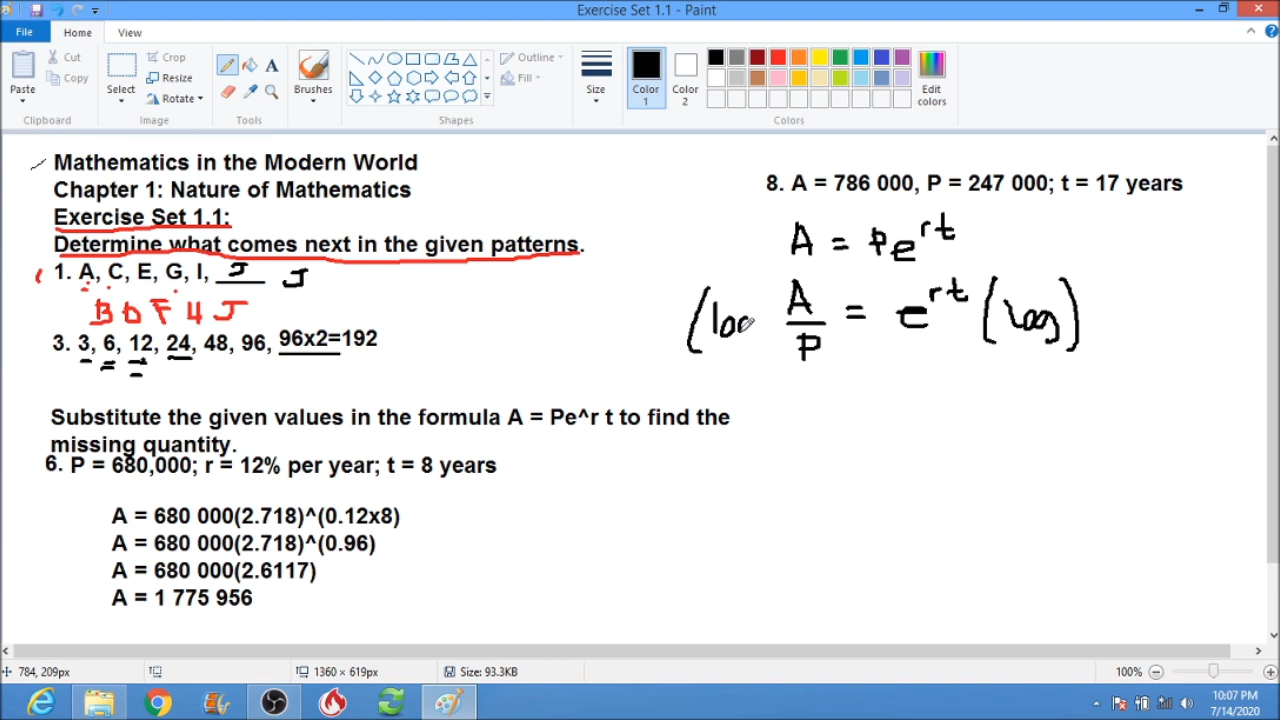 Exercise Set 1.1 - Paint
File Home View
Paste
Cut
Copy
Clipboard
Select
Crop
Resize
Rotate
Image
A
Tools
Brushes
Outline
Fill
Shapes
Size
Color 1
Color 2
Edit colors
Colors
Mathematics in the Modern World
Chapter 1: Nature of Mathematics
Exercise Set 1.1:
Determine what comes next in the given patterns.
1. A, C, E, G, I, J J
B D F H J
3. 3, 6, 12, 24, 48, 96, 96x2=192
Substitute the given values in the formula A = Pe^r t to find the
missing quantity.
6. P = 680,000; r = 12% per year; t = 8 years
A = 680 000(2.718)^(0.12x8)
A = 680 000(2.718)^(0.96)
A = 680 000(2.6117)
A = 1 775 956
8. A = 786 000, P = 247 000; t = 17 years
A = Pe^rt
(log A/P = e^rt (log)
784, 209px
1360 × 619px
Size: 93.3KB
100%
10:07 PM
7/14/2020